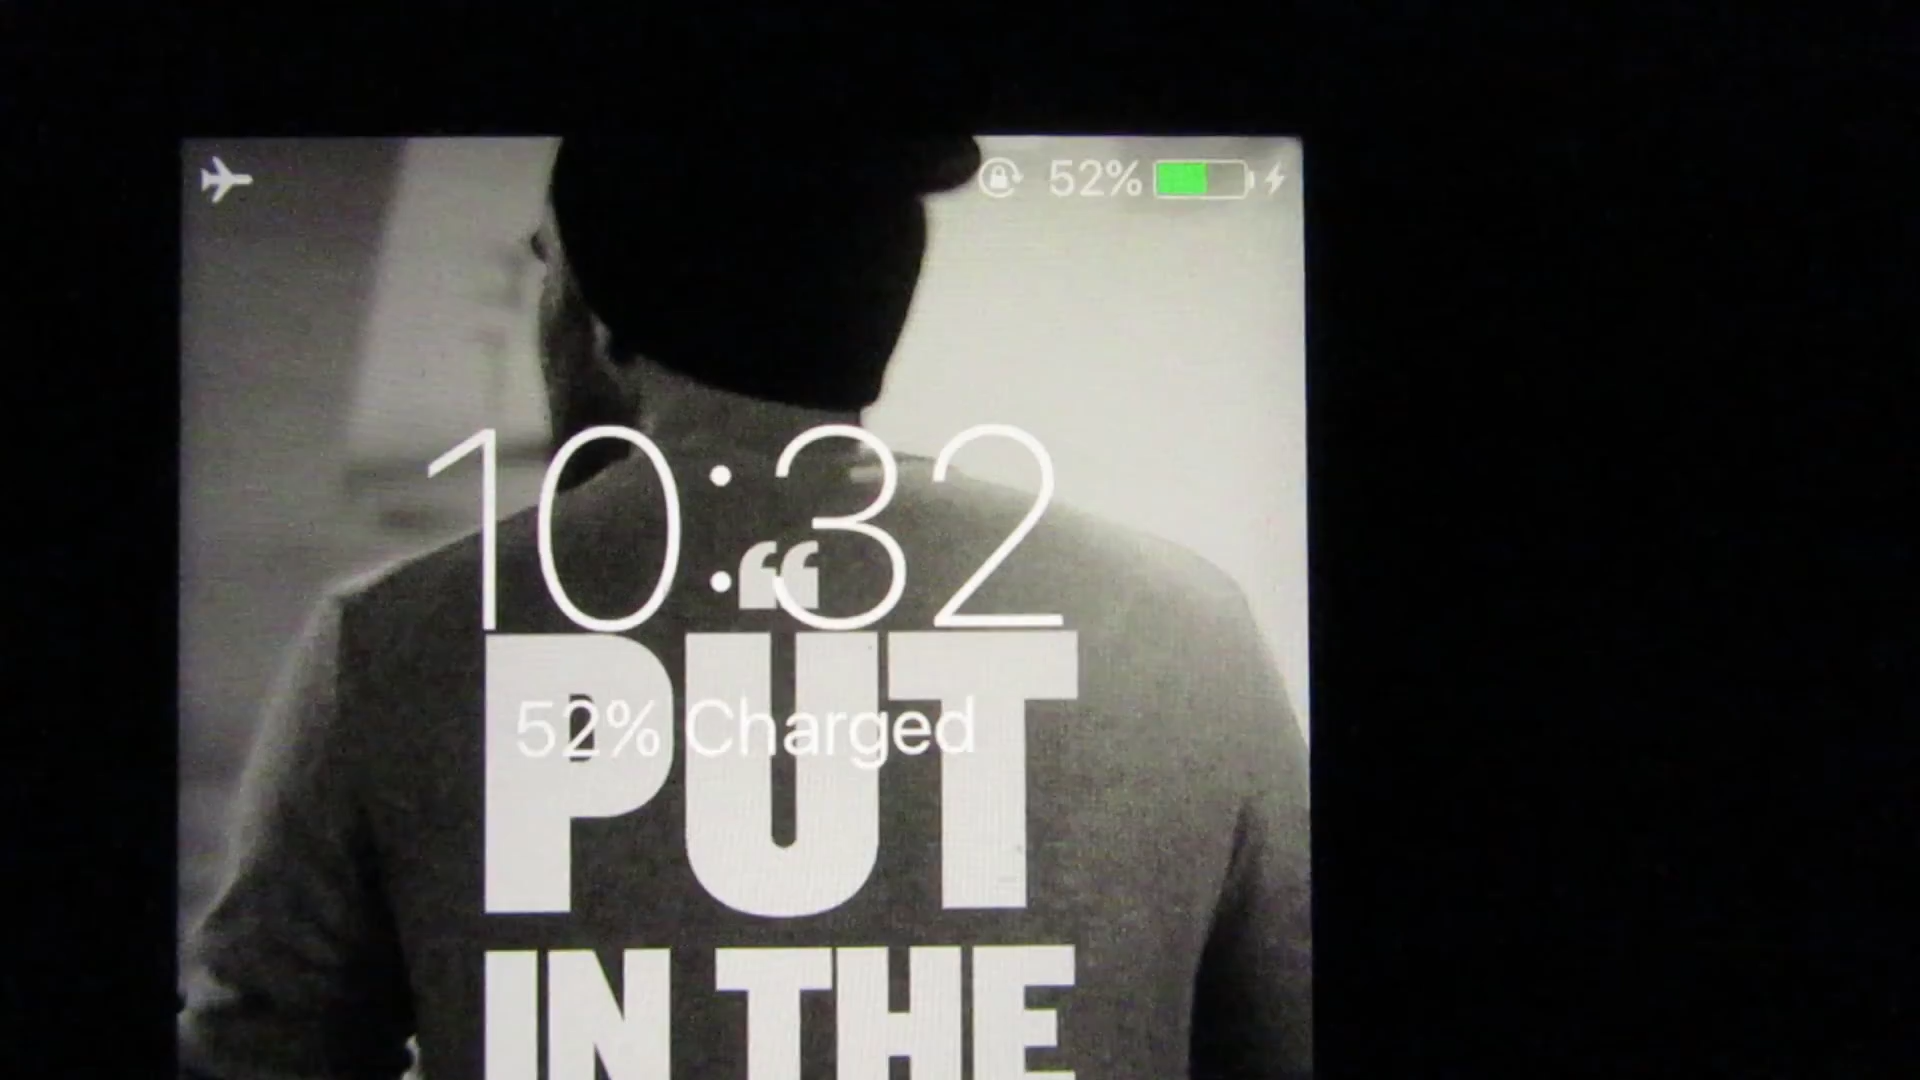 52%
10:32
“
PUT
52% Charged
IN THE